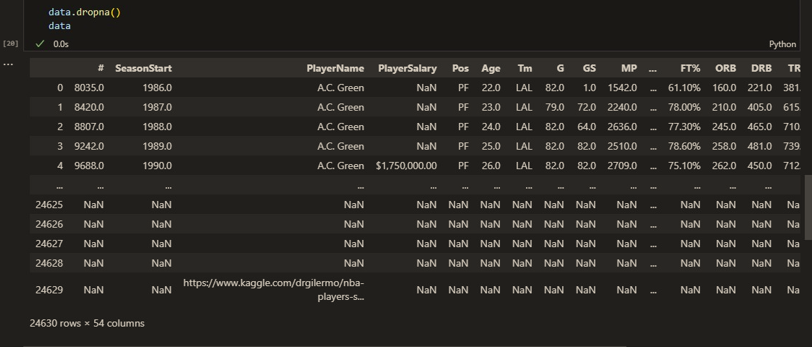 data.dropna()
data
[20] ✓ 0.0s Python
...
# SeasonStart PlayerName PlayerSalary Pos Age Tm G GS MP ... FT% ORB DRB TR
0 8035.0 1986.0 A.C. Green NaN PF 22.0 LAL 82.0 1.0 1542.0 ... 61.10% 160.0 221.0 381.
1 8420.0 1987.0 A.C. Green NaN PF 23.0 LAL 79.0 72.0 2240.0 ... 78.00% 210.0 405.0 615.
2 8807.0 1988.0 A.C. Green NaN PF 24.0 LAL 82.0 64.0 2636.0 ... 77.30% 245.0 465.0 710.
3 9242.0 1989.0 A.C. Green NaN PF 25.0 LAL 82.0 82.0 2510.0 ... 78.60% 258.0 481.0 739.
4 9688.0 1990.0 A.C. Green $1,750,000.00 PF 26.0 LAL 82.0 82.0 2709.0 ... 75.10% 262.0 450.0 712.
... ... ... ... ... ... ... ... ... ... ... ... ... ... ...
24625 NaN NaN NaN NaN NaN NaN NaN NaN NaN NaN ... NaN NaN NaN Na
24626 NaN NaN NaN NaN NaN NaN NaN NaN NaN NaN ... NaN NaN NaN Na
24627 NaN NaN NaN NaN NaN NaN NaN NaN NaN NaN ... NaN NaN NaN Na
24628 NaN NaN NaN NaN NaN NaN NaN NaN NaN NaN ... NaN NaN NaN Na
24629 NaN NaN https://www.kaggle.com/drgilermo/nba-
players-s... NaN NaN NaN NaN NaN NaN NaN ... NaN NaN NaN Na
24630 rows × 54 columns